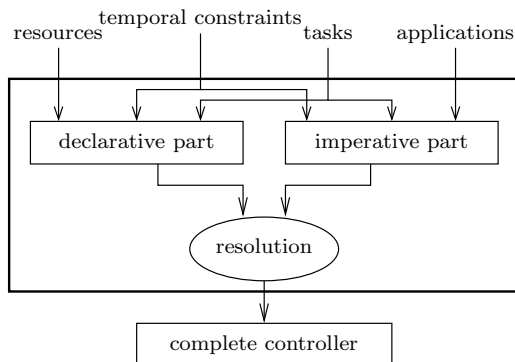 temporal constraints
resources
tasks
applications
declarative part
imperative part
resolution
complete controller